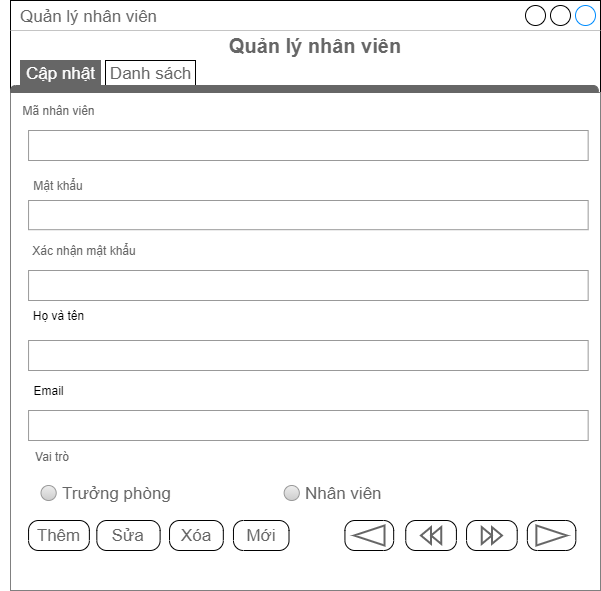 Quản lý nhân viên
Quản lý nhân viên
Cập nhật Danh sách
Mã nhân viên
Mật khẩu
Xác nhận mật khẩu
Họ và tên
Email
Vai trò
Trưởng phòng Nhân viên
Thêm Sửa Xóa Mới